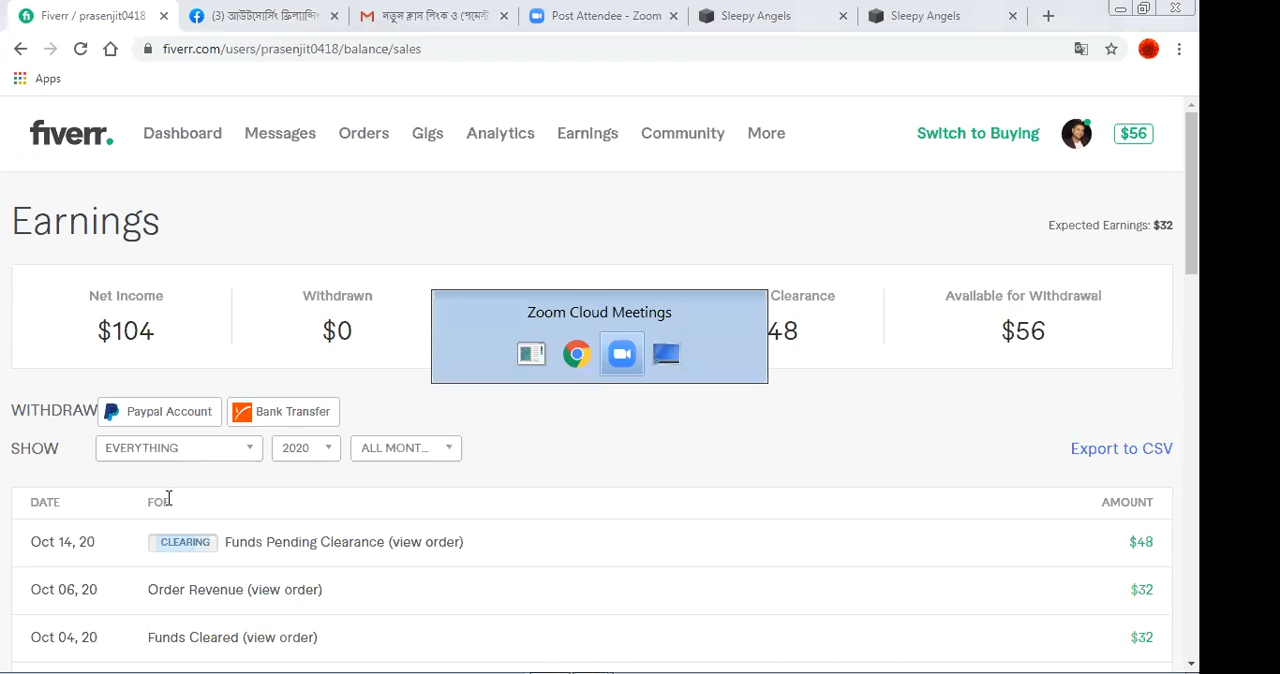 Fiverr / prasenjit0418
(3) আউটসোর্সিং ফ্রিল্যান্সিং
নতুন ক্লাস লিংক ও পেমেন্ট
Post Attendee - Zoom
Sleepy Angels
Sleepy Angels
fiverr.com/users/prasenjit0418/balance/sales
Apps
fiverr.
Dashboard
Messages
Orders
Gigs
Analytics
Earnings
Community
More
Switch to Buying
$56
Earnings
Expected Earnings: $32
Net Income
Withdrawn
Clearance
Available for Withdrawal
$104
$0
48
$56
Zoom Cloud Meetings
WITHDRAW
Paypal Account
Bank Transfer
SHOW
EVERYTHING
2020
ALL MONT...
Export to CSV
DATE
FOR
AMOUNT
Oct 14, 20
CLEARING
Funds Pending Clearance (view order)
$48
Oct 06, 20
Order Revenue (view order)
$32
Oct 04, 20
Funds Cleared (view order)
$32